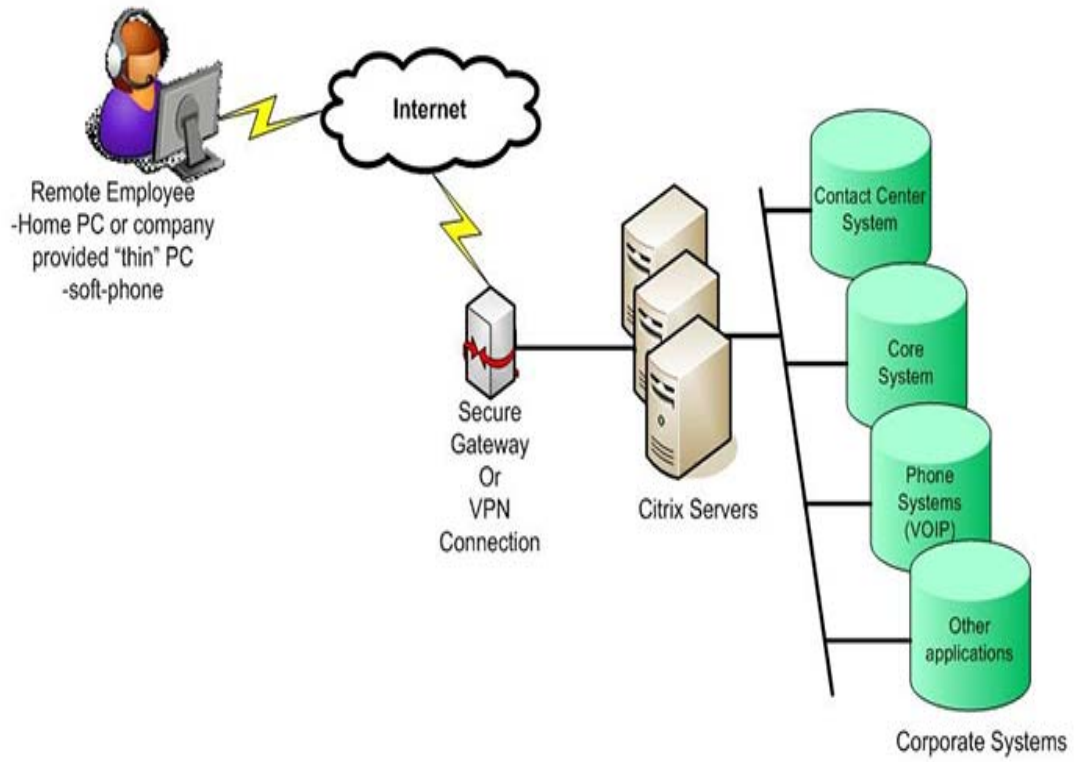 Internet
Remote Employee
-Home PC or company
provided “thin” PC
-soft-phone
Secure
Gateway
Or
VPN
Connection
Citrix Servers
Contact Center
System
Core
System
Phone
Systems
(VOIP)
Other
applications
Corporate Systems